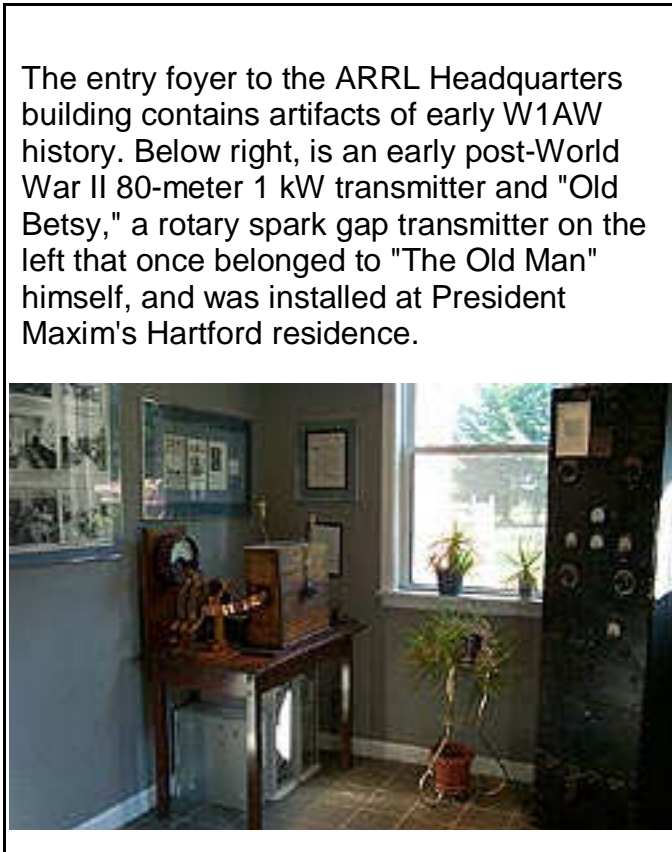 The entry foyer to the ARRL Headquarters
building contains artifacts of early W1AW
history. Below right, is an early post-World
War II 80-meter 1 kW transmitter and "Old
Betsy," a rotary spark gap transmitter on the
left that once belonged to "The Old Man"
himself, and was installed at President
Maxim's Hartford residence.